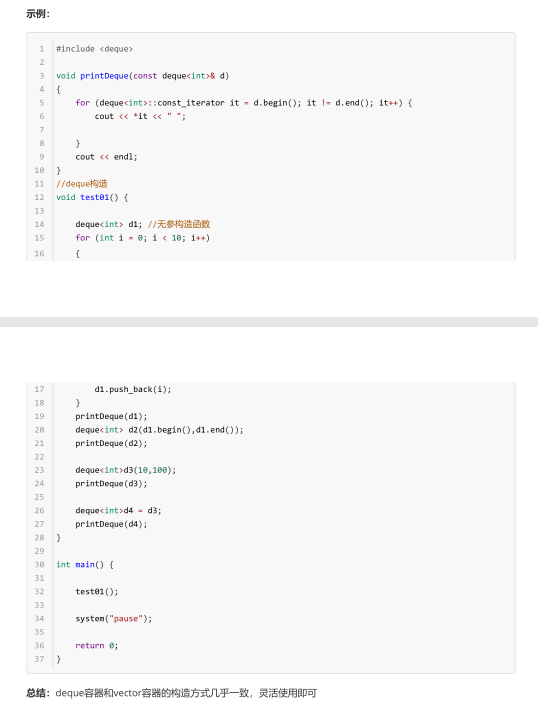 示例：
1 #include <deque>
2
3 void printDeque(const deque<int>& d)
4 {
5     for (deque<int>::const_iterator it = d.begin(); it != d.end(); it++) {
6         cout << *it << " ";
7
8     }
9     cout << endl;
10 }
11 //deque构造
12 void test01() {
13
14     deque<int> d1; //无参构造函数
15     for (int i = 0; i < 10; i++)
16     {
17         d1.push_back(i);
18     }
19     printDeque(d1);
20     deque<int> d2(d1.begin(),d1.end());
21     printDeque(d2);
22
23     deque<int>d3(10,100);
24     printDeque(d3);
25
26     deque<int>d4 = d3;
27     printDeque(d4);
28 }
29
30 int main() {
31
32     test01();
33
34     system("pause");
35
36     return 0;
37 }
总结：deque容器和vector容器的构造方式几乎一致，灵活使用即可